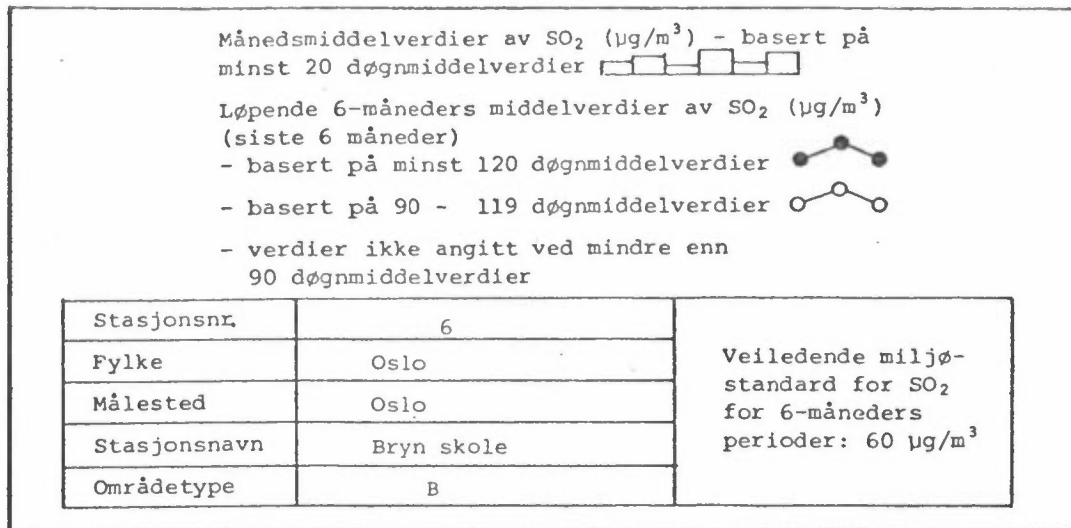 Månedsmiddelverdier av SO₂ (µg/m³) - basert på
minst 20 døgnmiddelverdier
Løpende 6-måneders middelverdier av SO₂ (µg/m³)
(siste 6 måneder)
- basert på minst 120 døgnmiddelverdier
- basert på 90 - 119 døgnmiddelverdier
- verdier ikke angitt ved mindre enn
90 døgnmiddelverdier
Stasjonsnr. 6
Fylke Oslo
Målested Oslo
Stasjonsnavn Bryn skole
Områdetype B
Veiledende miljø-
standard for SO₂
for 6-måneders
perioder: 60 µg/m³